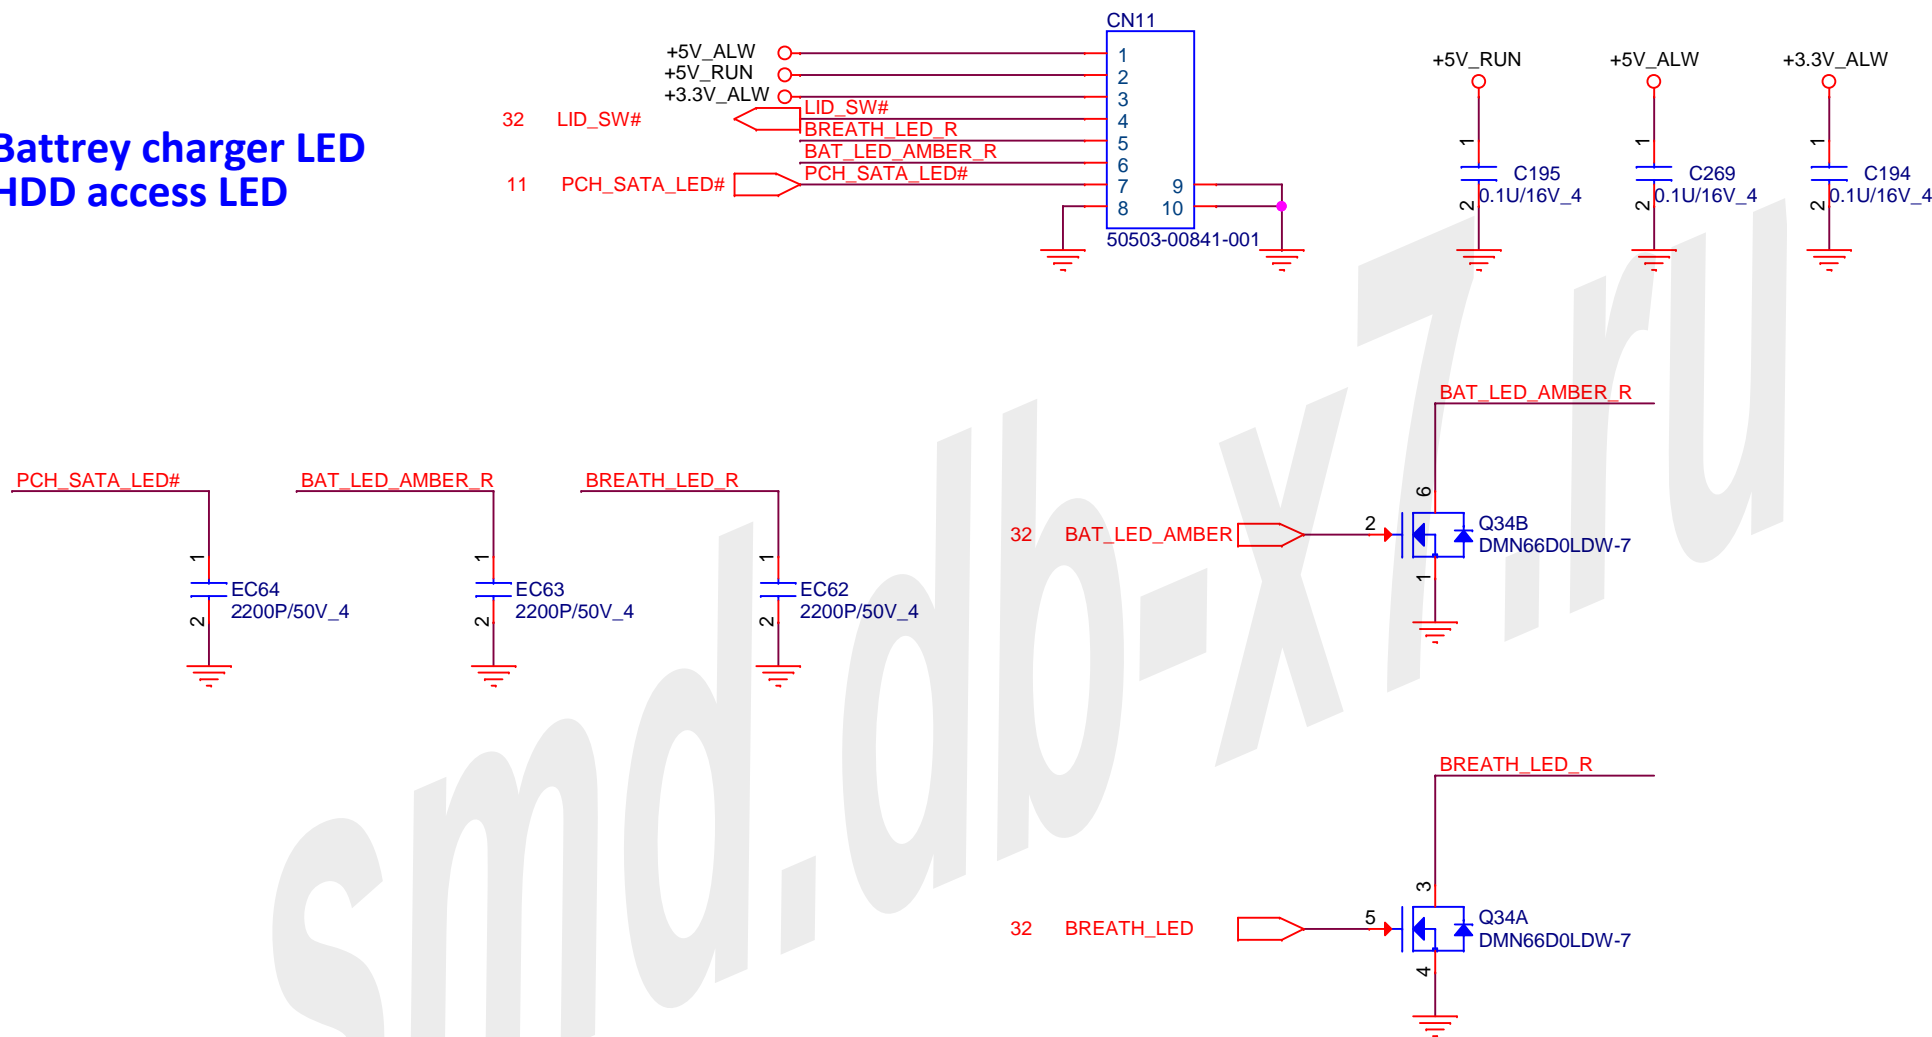 CN11
+5V_ALW
+5V_RUN
+3.3V_ALW
1
2
3
4
5
6
7
8
9
10
32 LID_SW#
LID_SW#
BREATH_LED_R
BAT_LED_AMBER_R
11 PCH_SATA_LED#
PCH_SATA_LED#
50503-00841-001
Battrey charger LED
HDD access LED
+5V_RUN
1
C195
0.1U/16V_4
2
+5V_ALW
1
C269
0.1U/16V_4
2
+3.3V_ALW
1
C194
0.1U/16V_4
2
PCH_SATA_LED#
1
EC64
2200P/50V_4
2
BAT_LED_AMBER_R
1
EC63
2200P/50V_4
2
BREATH_LED_R
1
EC62
2200P/50V_4
2
BAT_LED_AMBER_R
6
32 BAT_LED_AMBER
2
Q34B
DMN66D0LDW-7
1
BREATH_LED_R
3
32 BREATH_LED
5
Q34A
DMN66D0LDW-7
4
smd.db-x7.ru